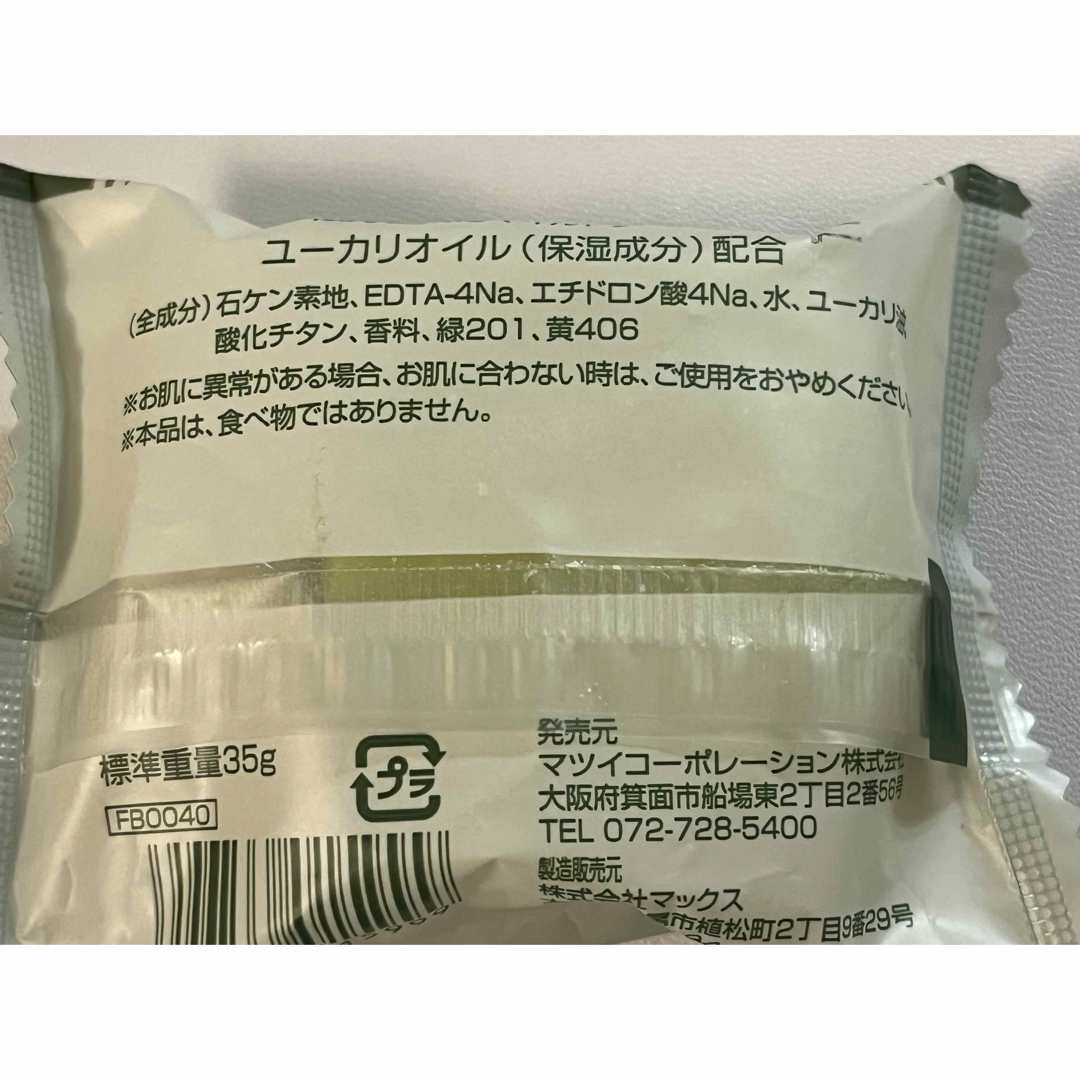 ユーカリオイル(保湿成分)配合
(全成分)石ケン素地、EDTA-4Na、エチドロン酸4Na、水、ユーカリ油、
酸化チタン、香料、緑201、黄406
※お肌に異常がある場合、お肌に合わない時は、ご使用をおやめください。
※本品は、食べ物ではありません。
標準重量35g
FB0040
プラ
発売元
マツイコーポレーション株式会社
大阪府箕面市船場東2丁目2番56号
TEL 072-728-5400
製造販売元
株式会社マックス
市植松町2丁目9番29号